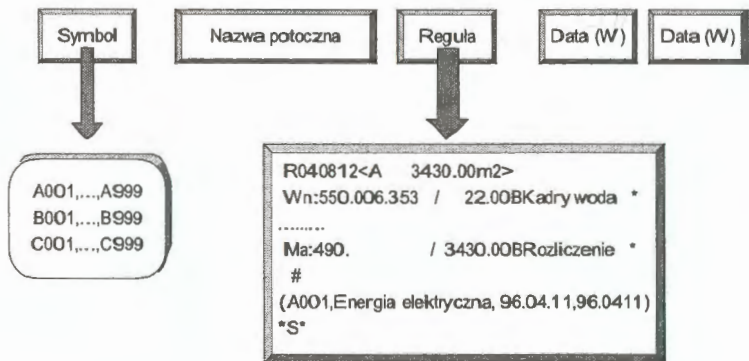 Symbol
Nazwa potoczna
Reguła
Data (W)
Data (W)
A001,...,A999
B001,...,B999
C001,...,C999
R040812<A 3430.00m2>
Wn:550.006.353 / 22.00BKadry woda *
.........
Ma:490. / 3430.00BRozliczenie *
#
(A001,Energia elektryczna, 96.04.11,96.0411)
*S*